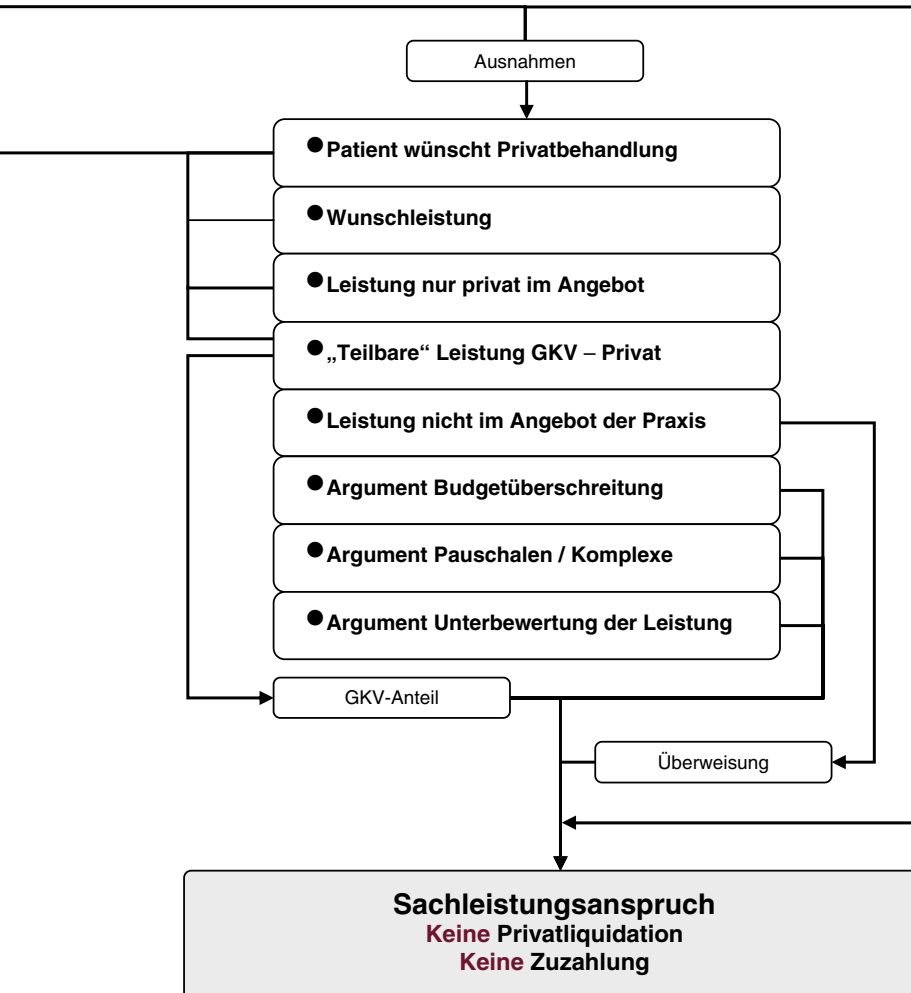 Ausnahmen
● Patient wünscht Privatbehandlung
● Wunschleistung
● Leistung nur privat im Angebot
● „Teilbare“ Leistung GKV – Privat
● Leistung nicht im Angebot der Praxis
● Argument Budgetüberschreitung
● Argument Pauschalen / Komplexe
● Argument Unterbewertung der Leistung
GKV-Anteil
Überweisung
Sachleistungsanspruch
Keine Privatliquidation
Keine Zuzahlung